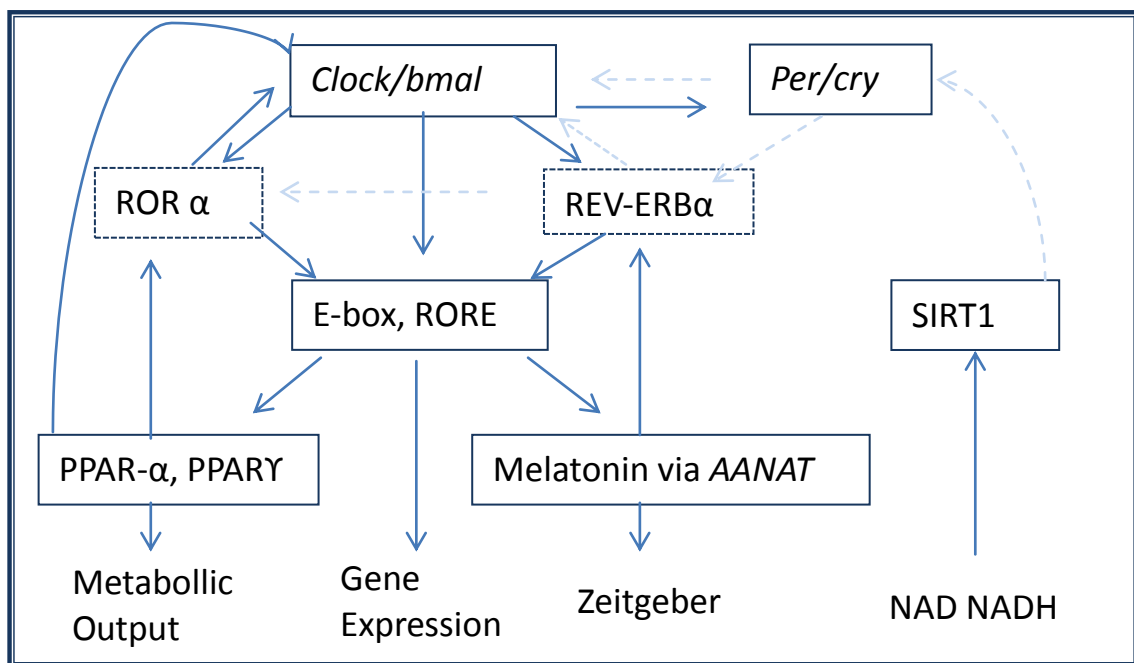 Clock/bmal
Per/cry
ROR α
REV-ERBα
E-box, RORE
SIRT1
PPAR-α, PPARϒ
Melatonin via AANAT
Metabollic
Output
Gene
Expression
Zeitgeber
NAD NADH